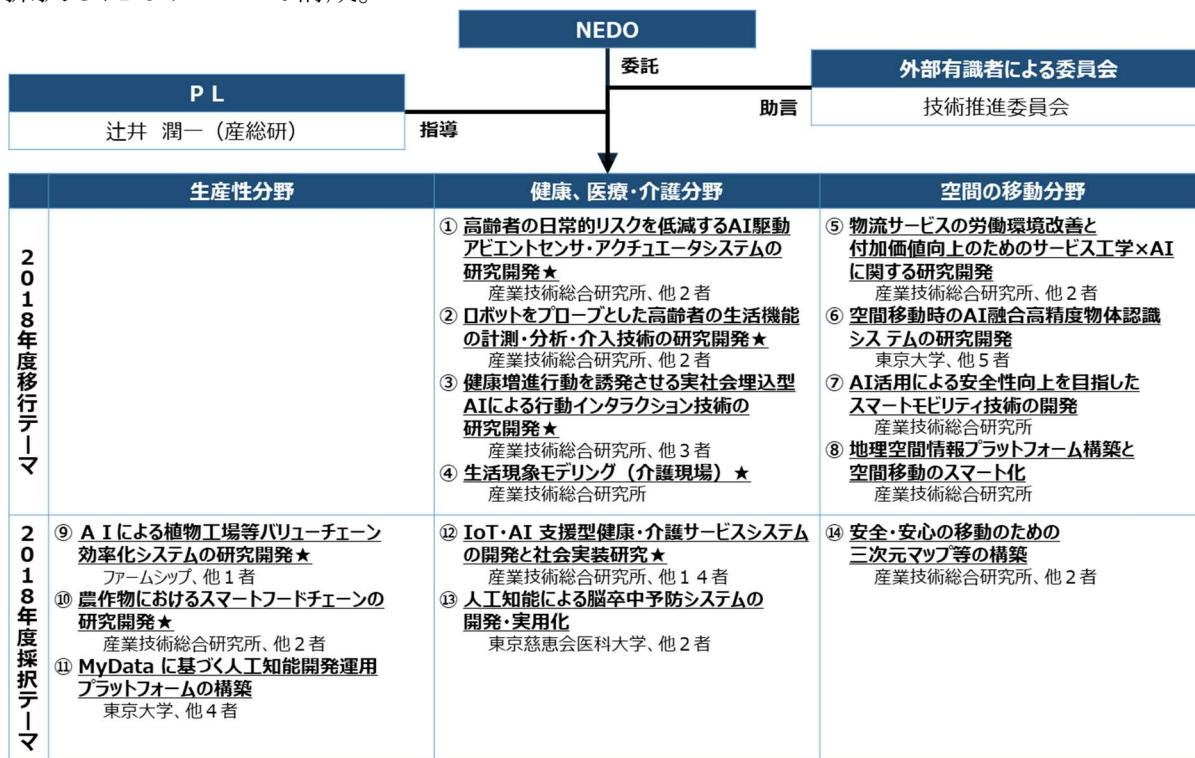 NEDO
委託
外部有識者による委員会
技術推進委員会
助言
ＰＬ
辻井 潤一（産総研）
指導
生産性分野
健康、医療・介護分野
空間の移動分野
２０１８年度移行テーマ
① 高齢者の日常的リスクを低減するAI駆動
アビエントセンサ・アクチュエータシステムの
研究開発★
産業技術総合研究所、他２者
② ロボットをプローブとした高齢者の生活機能
の計測・分析・介入技術の研究開発★
産業技術総合研究所、他２者
③ 健康増進行動を誘発させる実社会埋込型
AIによる行動インタラクション技術の
研究開発★
産業技術総合研究所、他３者
④ 生活現象モデリング（介護現場）★
産業技術総合研究所
⑤ 物流サービスの労働環境改善と
付加価値向上のためのサービス工学×AI
に関する研究開発
産業技術総合研究所、他２者
⑥ 空間移動時のAI融合高精度物体認識
シス テムの研究開発
東京大学、他５者
⑦ AI活用による安全性向上を目指した
スマートモビリティ技術の開発
産業技術総合研究所
⑧ 地理空間情報プラットフォーム構築と
空間移動のスマート化
産業技術総合研究所
２０１８年度採択テーマ
⑨ ＡＩによる植物工場等バリューチェーン
効率化システムの研究開発★
ファームシップ、他１者
⑩ 農作物におけるスマートフードチェーンの
研究開発★
産業技術総合研究所、他２者
⑪ MyData に基づく人工知能開発運用
プラットフォームの構築
東京大学、他４者
⑫ IoT・AI 支援型健康・介護サービスシステム
の開発と社会実装研究★
産業技術総合研究所、他１４者
⑬ 人工知能による脳卒中予防システムの
開発・実用化
東京慈恵会医科大学、他２者
⑭ 安全・安心の移動のための
三次元マップ等の構築
産業技術総合研究所、他２者